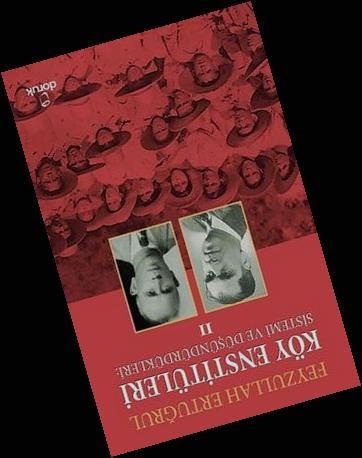 FEYZULLAH ERTUĞRUL
KÖY ENSTİTÜLERİ
SİSTEMİ VE DÜŞÜNDÜRDÜKLERİ-
II
doruk